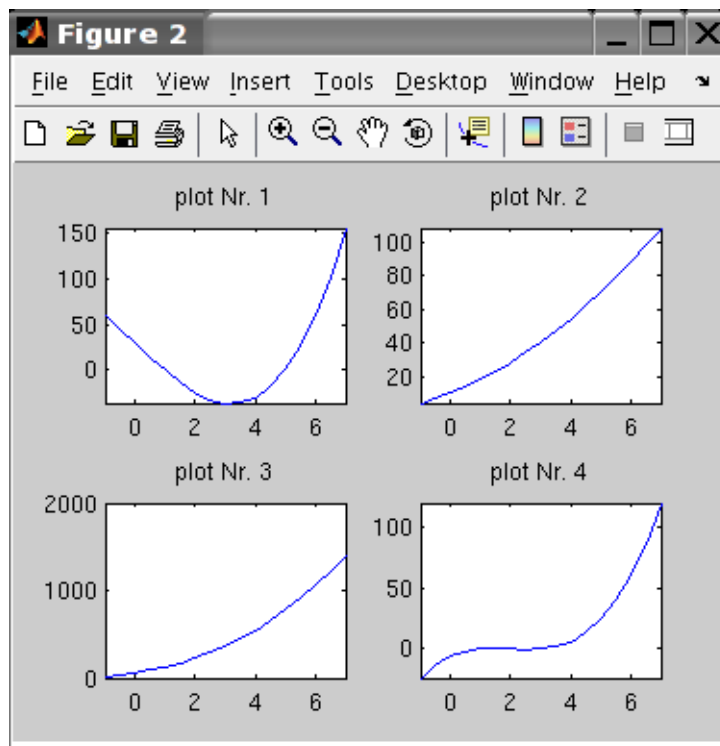 Figure 2
File Edit View Insert Tools Desktop Window Help
plot Nr. 1
150
100
50
0
0 2 4 6
plot Nr. 2
100
80
60
40
20
0 2 4 6
plot Nr. 3
2000
1000
0
0 2 4 6
plot Nr. 4
100
50
0
0 2 4 6